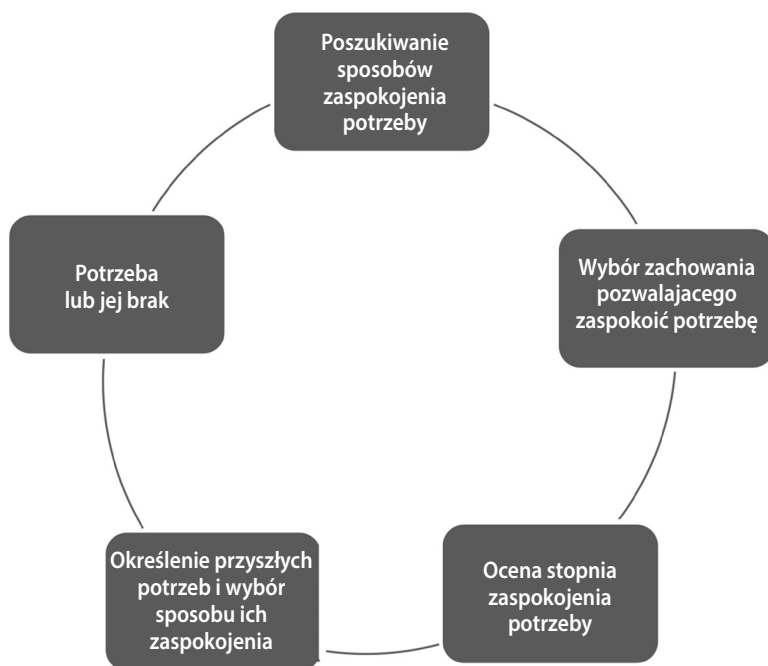 Poszukiwanie
sposobów
zaspokojenia
potrzeby
Wybór zachowania
pozwalajacego
zaspokoić potrzebę
Ocena stopnia
zaspokojenia
potrzeby
Określenie przyszłych
potrzeb i wybór
sposobu ich
zaspokojenia
Potrzeba
lub jej brak